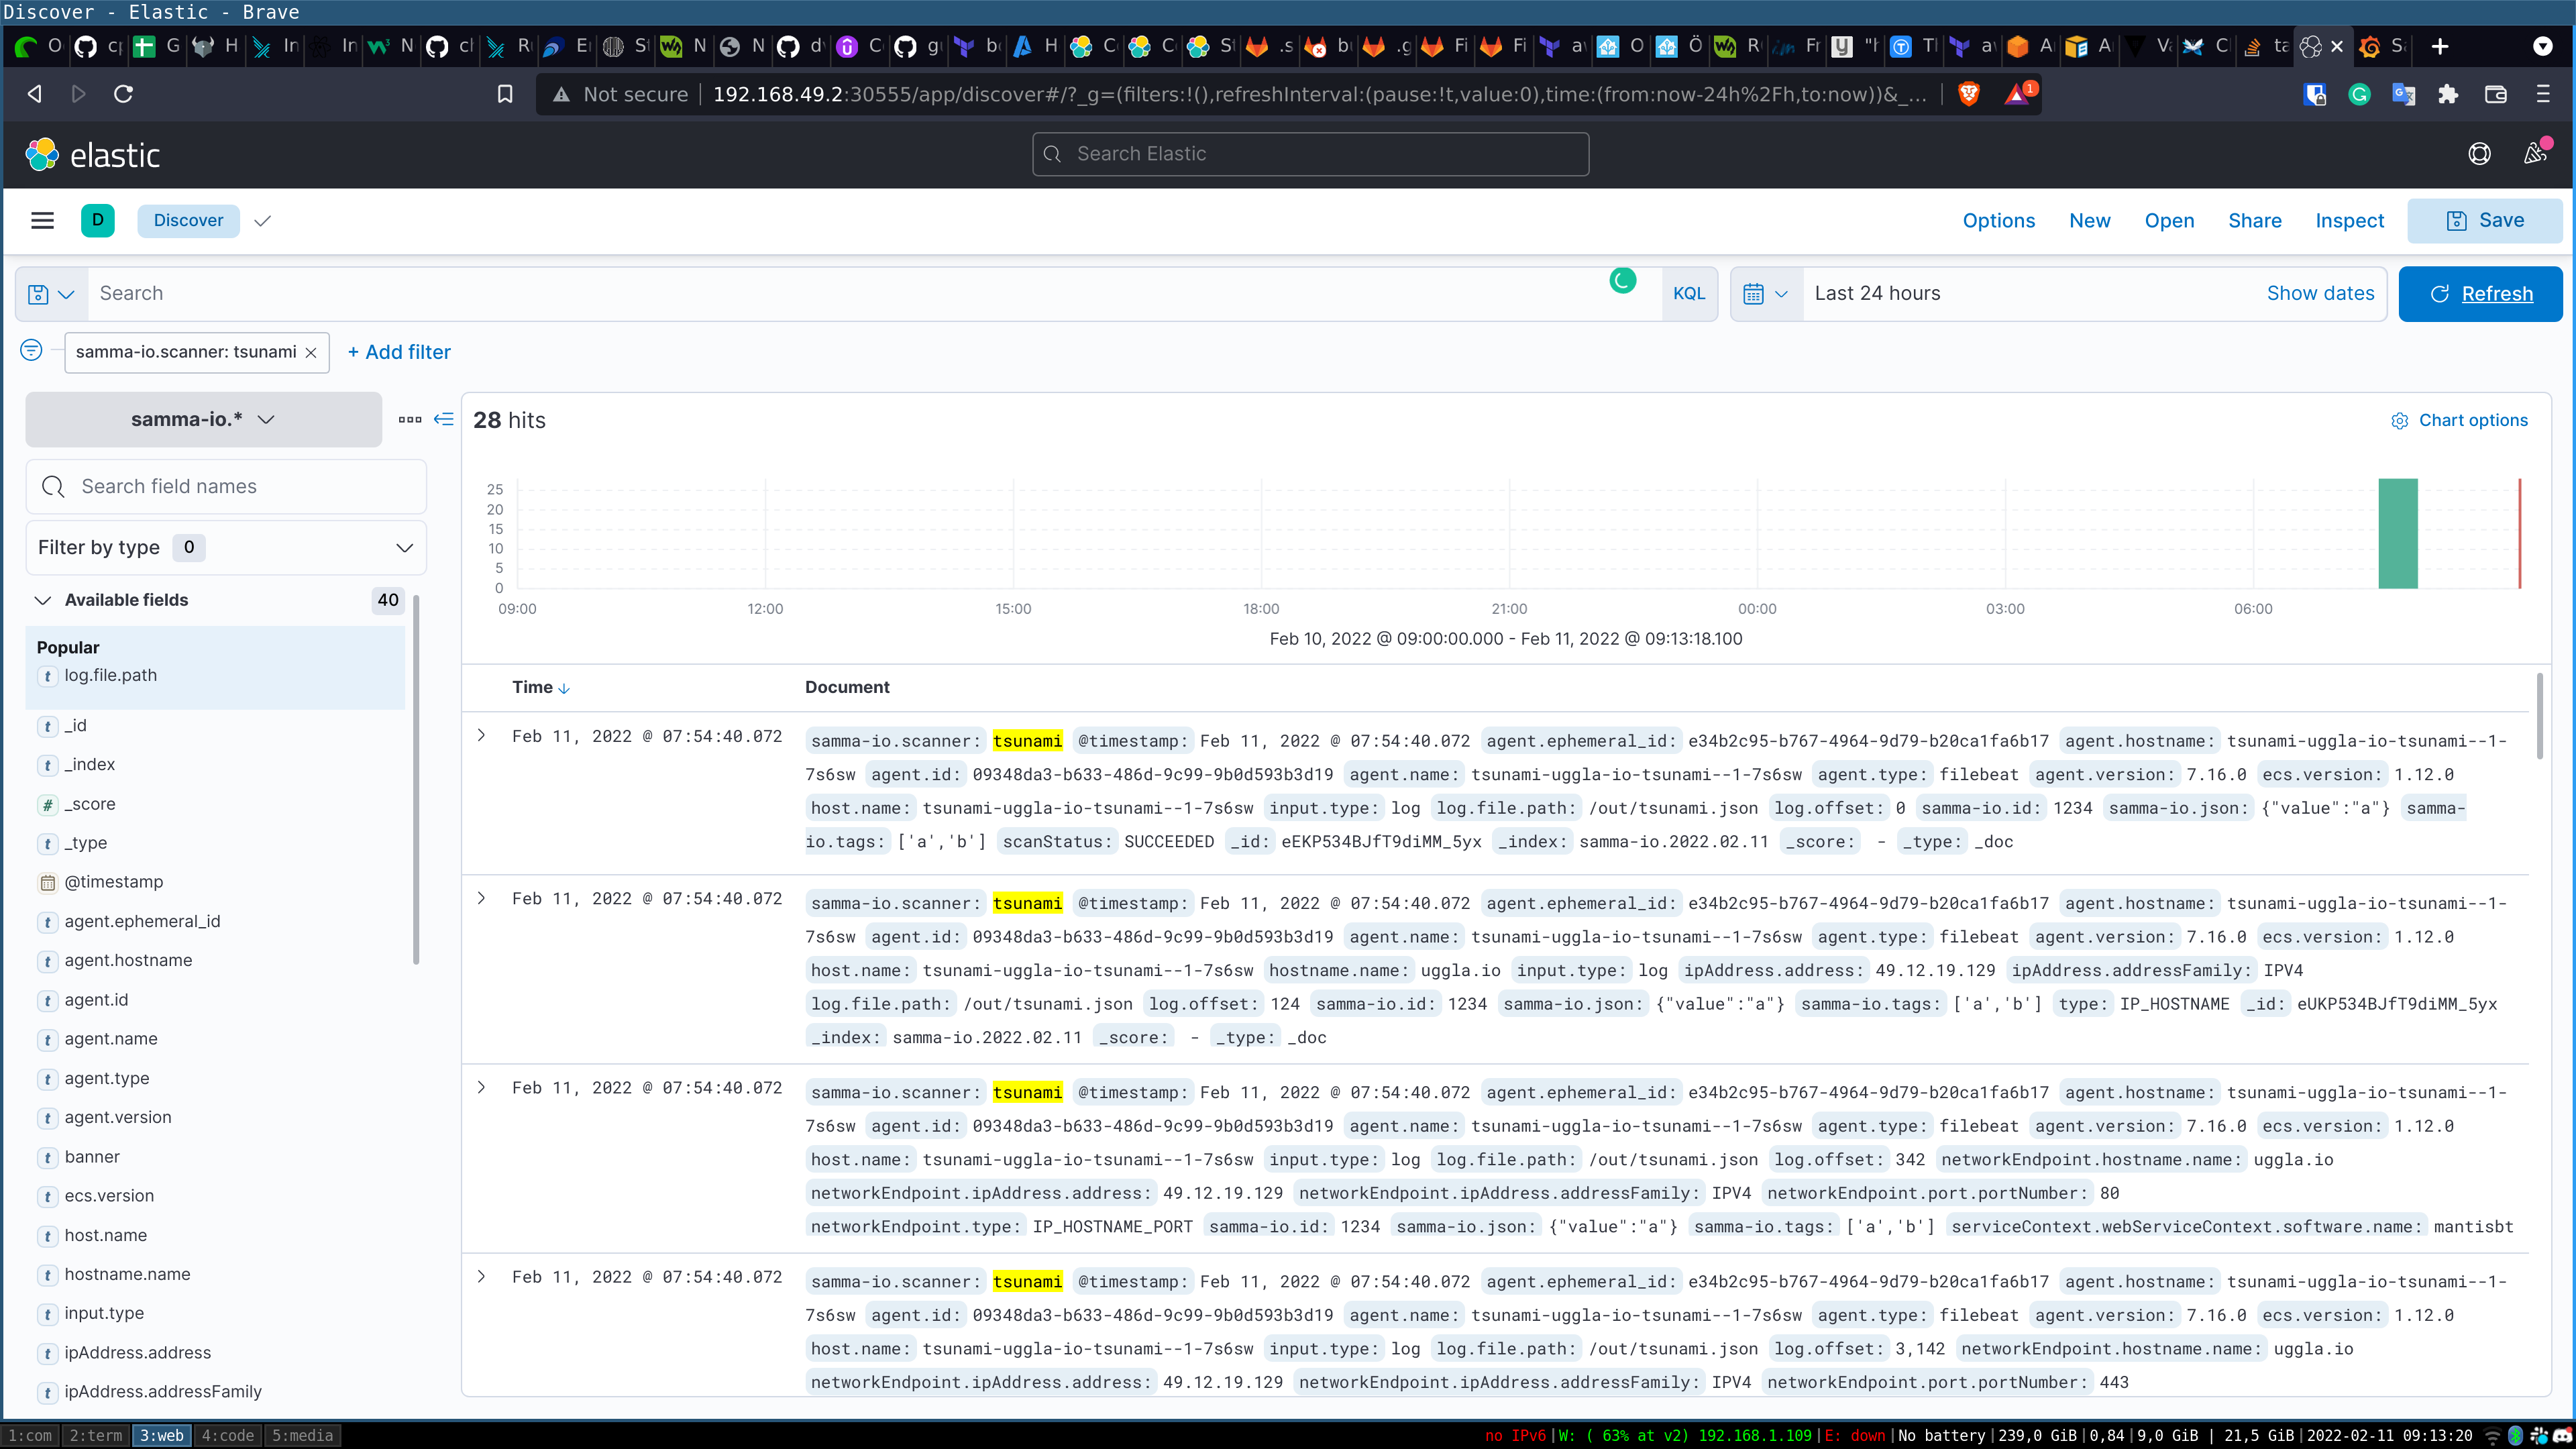 Discover - Elastic - Brave
Not secure 192.168.49.2:30555/app/discover#/?_g=(filters:!(),refreshInterval:(pause:!t,value:0),time:(from:now-24h%2Fh,to:now))&_… 1
elastic
Search Elastic
D Discover Options New Open Share Inspect Save
Search KQL Last 24 hours Show dates Refresh
samma-io.scanner: tsunami + Add filter
samma-io.*
Search field names
Filter by type 0
Available fields 40
Popular
log.file.path
_id
_index
_score
_type
@timestamp
agent.ephemeral_id
agent.hostname
agent.id
agent.name
agent.type
agent.version
banner
ecs.version
host.name
hostname.name
input.type
ipAddress.address
ipAddress.addressFamily
28 hits
Chart options
25
20
15
10
5
0
09:00 12:00 15:00 18:00 21:00 00:00 03:00 06:00
Feb 10, 2022 @ 09:00:00.000 - Feb 11, 2022 @ 09:13:18.100
Time Document
Feb 11, 2022 @ 07:54:40.072 samma-io.scanner: tsunami @timestamp: Feb 11, 2022 @ 07:54:40.072 agent.ephemeral_id: e34b2c95-b767-4964-9d79-b20ca1fa6b17 agent.hostname: tsunami-uggla-io-tsunami--1-
7s6sw agent.id: 09348da3-b633-486d-9c99-9b0d593b3d19 agent.name: tsunami-uggla-io-tsunami--1-7s6sw agent.type: filebeat agent.version: 7.16.0 ecs.version: 1.12.0
host.name: tsunami-uggla-io-tsunami--1-7s6sw input.type: log log.file.path: /out/tsunami.json log.offset: 0 samma-io.id: 1234 samma-io.json: {"value":"a"} samma-
io.tags: ['a','b'] scanStatus: SUCCEEDED _id: eEKP534BJfT9diMM_5yx _index: samma-io.2022.02.11 _score: - _type: _doc
Feb 11, 2022 @ 07:54:40.072 samma-io.scanner: tsunami @timestamp: Feb 11, 2022 @ 07:54:40.072 agent.ephemeral_id: e34b2c95-b767-4964-9d79-b20ca1fa6b17 agent.hostname: tsunami-uggla-io-tsunami--1-
7s6sw agent.id: 09348da3-b633-486d-9c99-9b0d593b3d19 agent.name: tsunami-uggla-io-tsunami--1-7s6sw agent.type: filebeat agent.version: 7.16.0 ecs.version: 1.12.0
host.name: tsunami-uggla-io-tsunami--1-7s6sw hostname.name: uggla.io input.type: log ipAddress.address: 49.12.19.129 ipAddress.addressFamily: IPV4
log.file.path: /out/tsunami.json log.offset: 124 samma-io.id: 1234 samma-io.json: {"value":"a"} samma-io.tags: ['a','b'] type: IP_HOSTNAME _id: eUKP534BJfT9diMM_5yx
_index: samma-io.2022.02.11 _score: - _type: _doc
Feb 11, 2022 @ 07:54:40.072 samma-io.scanner: tsunami @timestamp: Feb 11, 2022 @ 07:54:40.072 agent.ephemeral_id: e34b2c95-b767-4964-9d79-b20ca1fa6b17 agent.hostname: tsunami-uggla-io-tsunami--1-
7s6sw agent.id: 09348da3-b633-486d-9c99-9b0d593b3d19 agent.name: tsunami-uggla-io-tsunami--1-7s6sw agent.type: filebeat agent.version: 7.16.0 ecs.version: 1.12.0
host.name: tsunami-uggla-io-tsunami--1-7s6sw input.type: log log.file.path: /out/tsunami.json log.offset: 342 networkEndpoint.hostname.name: uggla.io
networkEndpoint.ipAddress.address: 49.12.19.129 networkEndpoint.ipAddress.addressFamily: IPV4 networkEndpoint.port.portNumber: 80
networkEndpoint.type: IP_HOSTNAME_PORT samma-io.id: 1234 samma-io.json: {"value":"a"} samma-io.tags: ['a','b'] serviceContext.webServiceContext.software.name: mantisbt
Feb 11, 2022 @ 07:54:40.072 samma-io.scanner: tsunami @timestamp: Feb 11, 2022 @ 07:54:40.072 agent.ephemeral_id: e34b2c95-b767-4964-9d79-b20ca1fa6b17 agent.hostname: tsunami-uggla-io-tsunami--1-
7s6sw agent.id: 09348da3-b633-486d-9c99-9b0d593b3d19 agent.name: tsunami-uggla-io-tsunami--1-7s6sw agent.type: filebeat agent.version: 7.16.0 ecs.version: 1.12.0
host.name: tsunami-uggla-io-tsunami--1-7s6sw input.type: log log.file.path: /out/tsunami.json log.offset: 3,142 networkEndpoint.hostname.name: uggla.io
networkEndpoint.ipAddress.address: 49.12.19.129 networkEndpoint.ipAddress.addressFamily: IPV4 networkEndpoint.port.portNumber: 443
1:com 2:term 3:web 4:code 5:media no IPv6|W: ( 63% at v2) 192.168.1.109|E: down|No battery|239,0 GiB|0,84|9,0 GiB | 21,5 GiB|2022-02-11 09:13:20